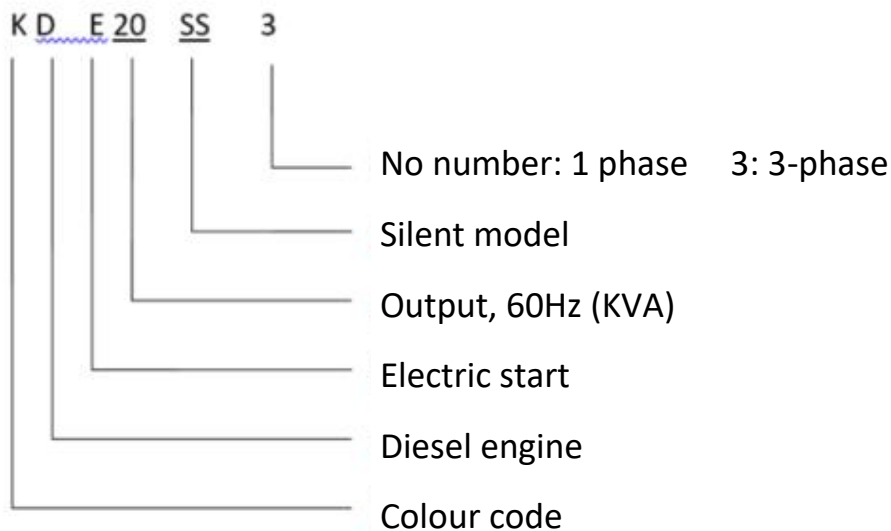 K D E 20 SS 3
No number: 1 phase 3: 3-phase
Silent model
Output, 60Hz (KVA)
Electric start
Diesel engine
Colour code